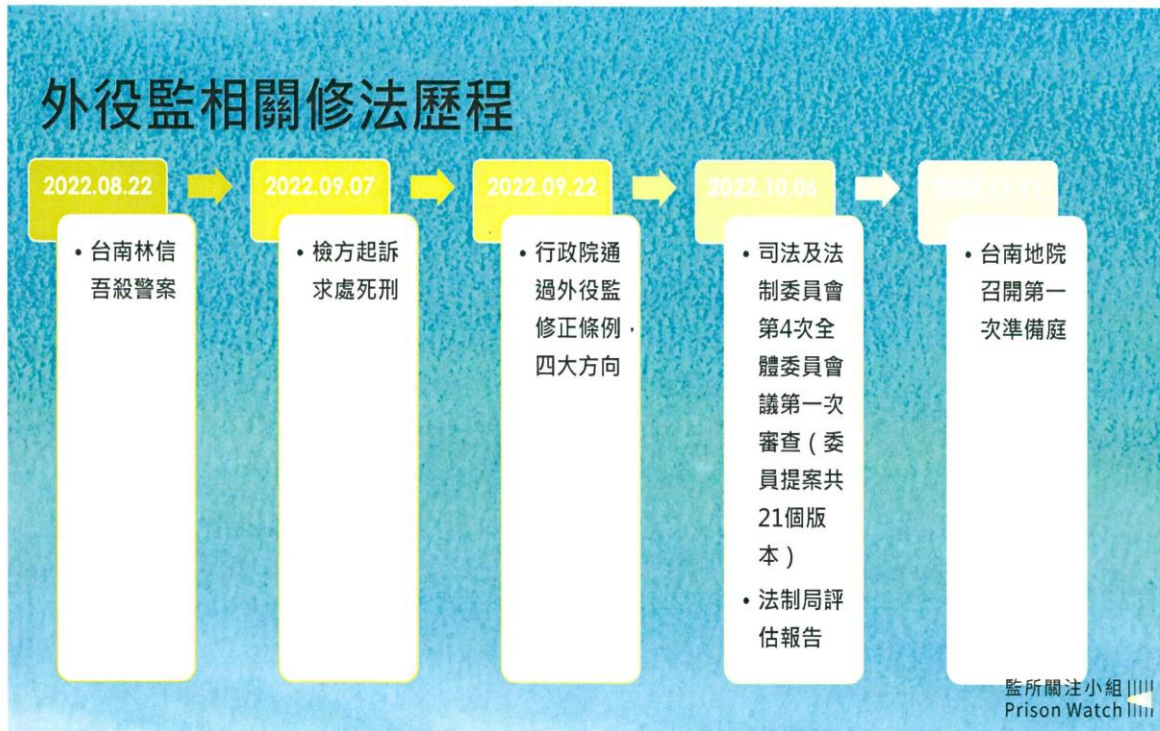 外役監相關修法歷程
2022.08.22
• 台南林信
吾殺警案
2022.09.07
• 檢方起訴
求處死刑
2022.09.22
• 行政院通
過外役監
修正條例，
四大方向
2022.10.06
• 司法及法
制委員會
第4次全
體委員會
議第一次
審查（委
員提案共
21個版
本）
• 法制局評
估報告
• 台南地院
召開第一
次準備庭
監所關注小組
Prison Watch